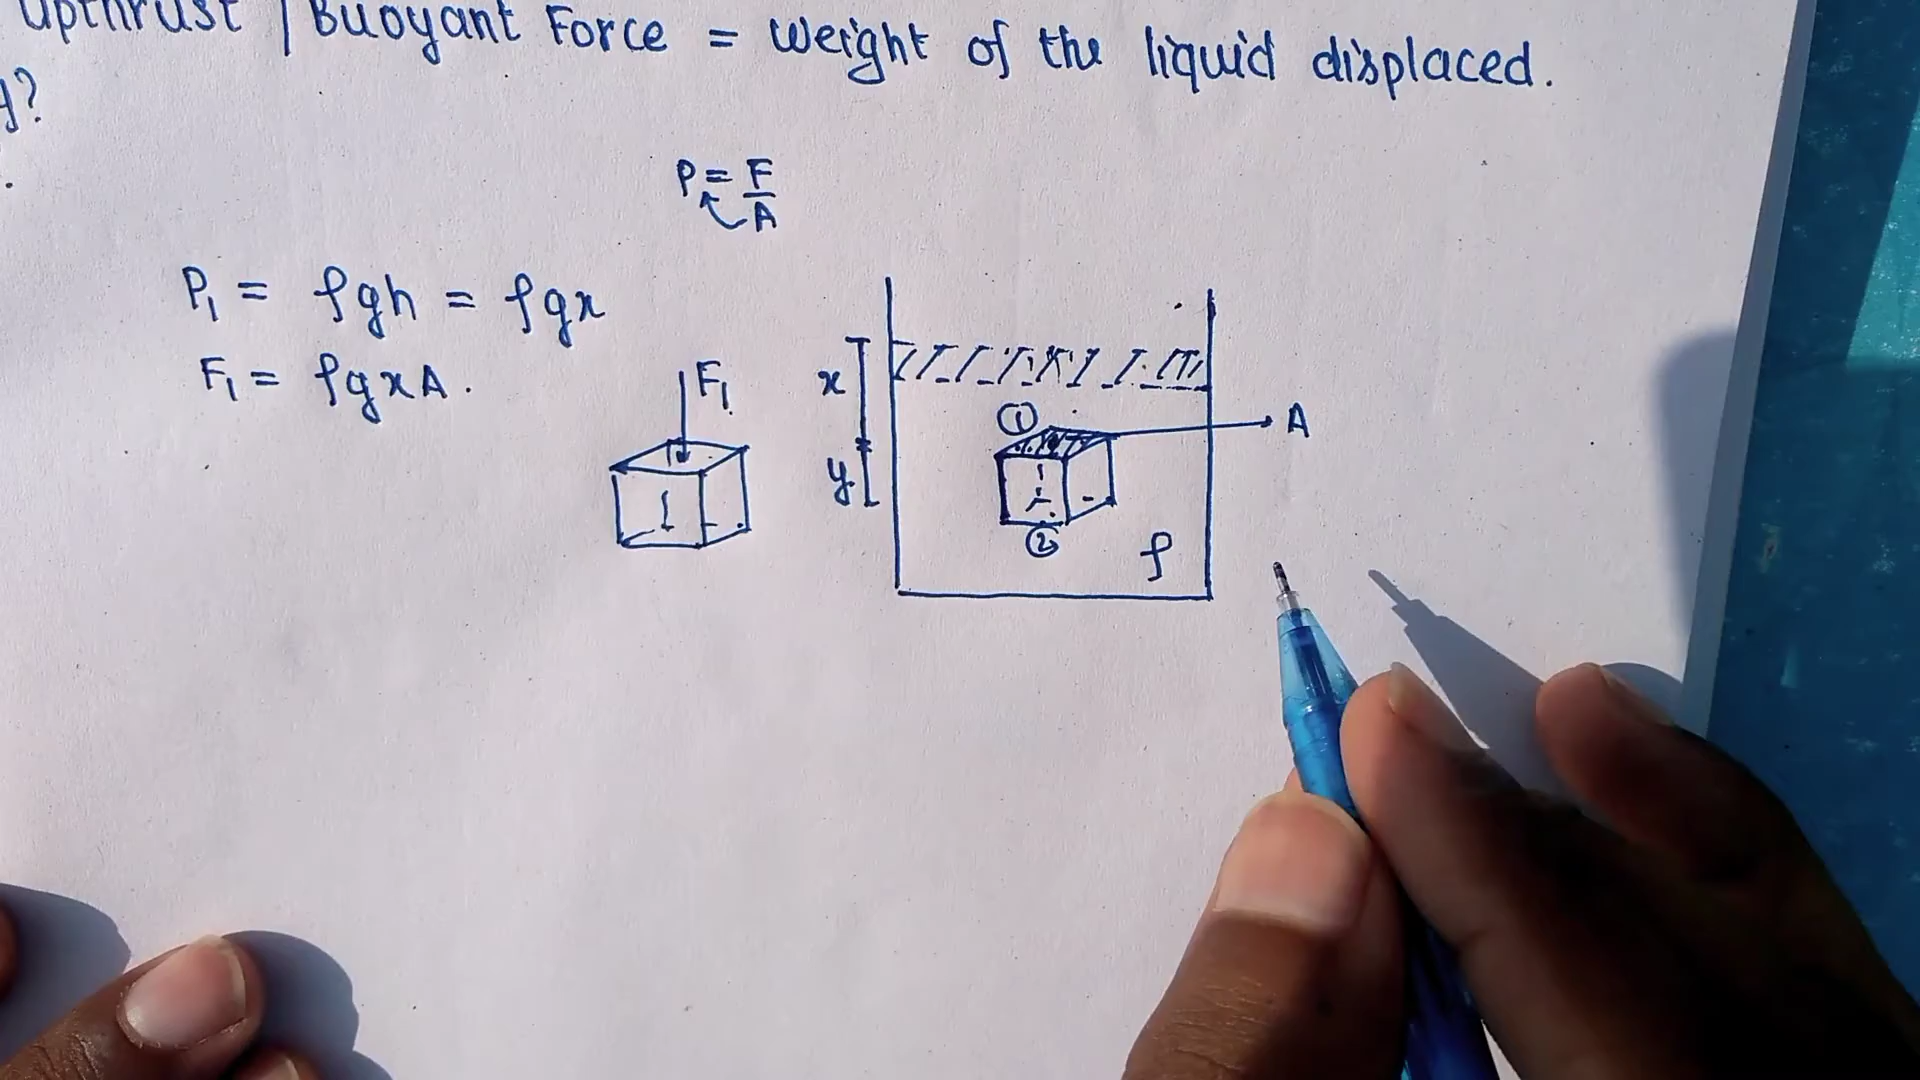 Upthrust / Buoyant Force = weight of the liquid displaced.
y?
P = F/A
P₁ = ρgh = ρgx
F₁ = ρgxA.
F₁
x
y
①
A
②
ρ